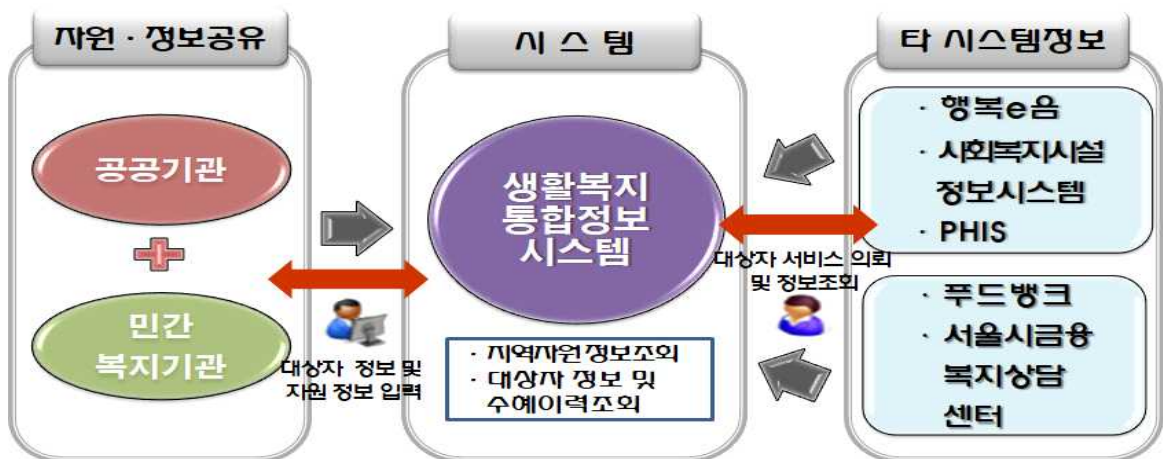 자원 · 정보공유
공공기관
민간
복지기관
대상자 정보 및
자원 정보 입력
시 스 템
생활복지
통합정보
시스템
· 지역자원정보조회
· 대상자 정보 및
수혜이력조회
대상자 서비스 의뢰
및 정보조회
타 시스템정보
· 행복e음
· 사회복지시설
정보시스템
· PHIS
· 푸드뱅크
· 서울시금융
복지상담
센터